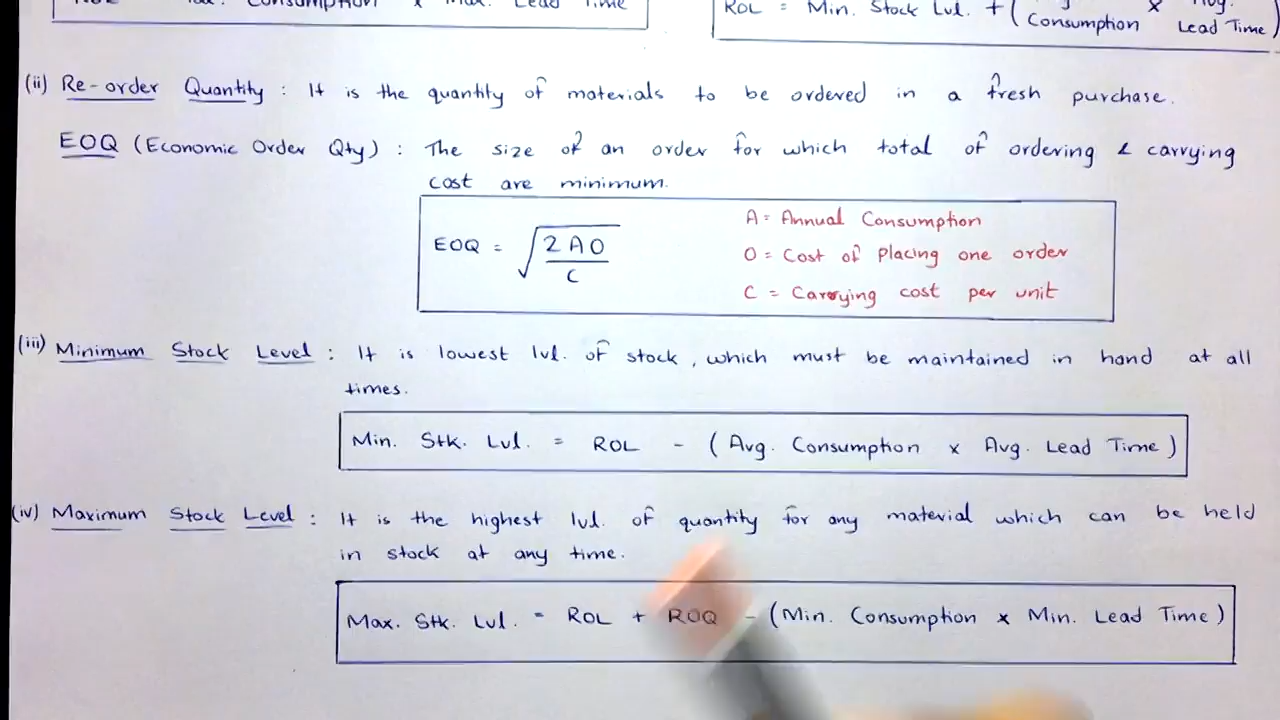 Consumption x Max. Lead Time
ROL = Min. Stock Lvl. + ( Consumption x Avg. Lead Time )
(ii) Re-order Quantity : It is the quantity of materials to be ordered in a fresh purchase.
EOQ (Economic Order Qty) : The size of an order for which total of ordering & carrying
cost are minimum.
EOQ = √ 2AO / C
A = Annual Consumption
O = Cost of Placing one order
C = Carrying cost per unit
(iii) Minimum Stock Level : It is lowest lvl. of stock, which must be maintained in hand at all
times.
Min. Stk. Lvl. = ROL - (Avg. Consumption x Avg. Lead Time)
(iv) Maximum Stock Level : It is the highest lvl. of quantity for any material which can be held
in stock at any time.
Max. Stk. Lvl. = ROL + ROQ - (Min. Consumption x Min. Lead Time)